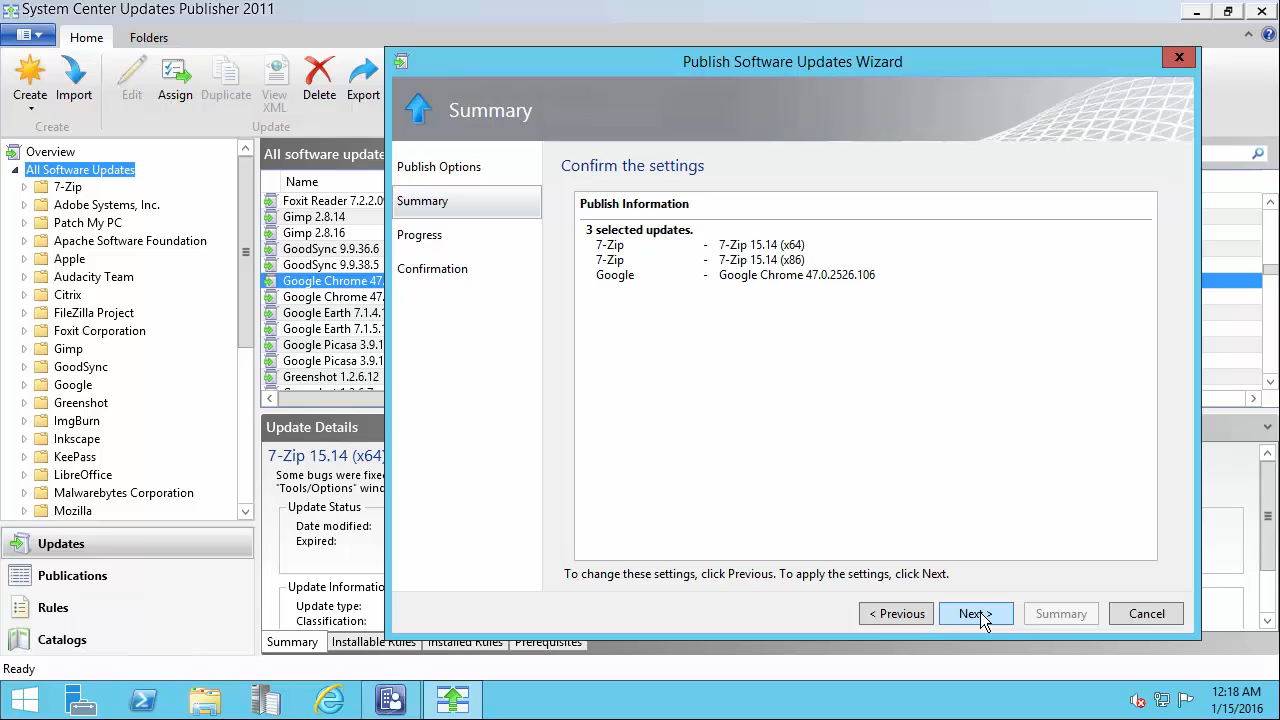 System Center Updates Publisher 2011
Home
Folders
Create
Import
Edit
Assign
Duplicate
View
XML
Delete
Export
Create
Update
Overview
All Software Updates
7-Zip
Adobe Systems, Inc.
Patch My PC
Apache Software Foundation
Apple
Audacity Team
Citrix
FileZilla Project
Foxit Corporation
Gimp
GoodSync
Google
Greenshot
ImgBurn
Inkscape
KeePass
LibreOffice
Malwarebytes Corporation
Mozilla
Updates
Publications
Rules
Catalogs
Ready
All software update
Name
Foxit Reader 7.2.2.0
Gimp 2.8.14
Gimp 2.8.16
GoodSync 9.9.36.6
GoodSync 9.9.38.5
Google Chrome 47.
Google Chrome 47.
Google Earth 7.1.4.1
Google Earth 7.1.5.1
Google Picasa 3.9.1
Google Picasa 3.9.1
Greenshot 1.2.6.12
Update Details
7-Zip 15.14 (x64)
Some bugs were fixe
"Tools/Options" wind
Update Status
Date modified:
Expired:
Update Information
Update type:
Classification:
Summary
Installable Rules
Installed Rules
Prerequisites
Publish Software Updates Wizard
Summary
Publish Options
Summary
Progress
Confirmation
Confirm the settings
Publish Information
3 selected updates.
7-Zip - 7-Zip 15.14 (x64)
7-Zip - 7-Zip 15.14 (x86)
Google - Google Chrome 47.0.2526.106
To change these settings, click Previous. To apply the settings, click Next.
< Previous
Next >
Summary
Cancel
12:18 AM
1/15/2016